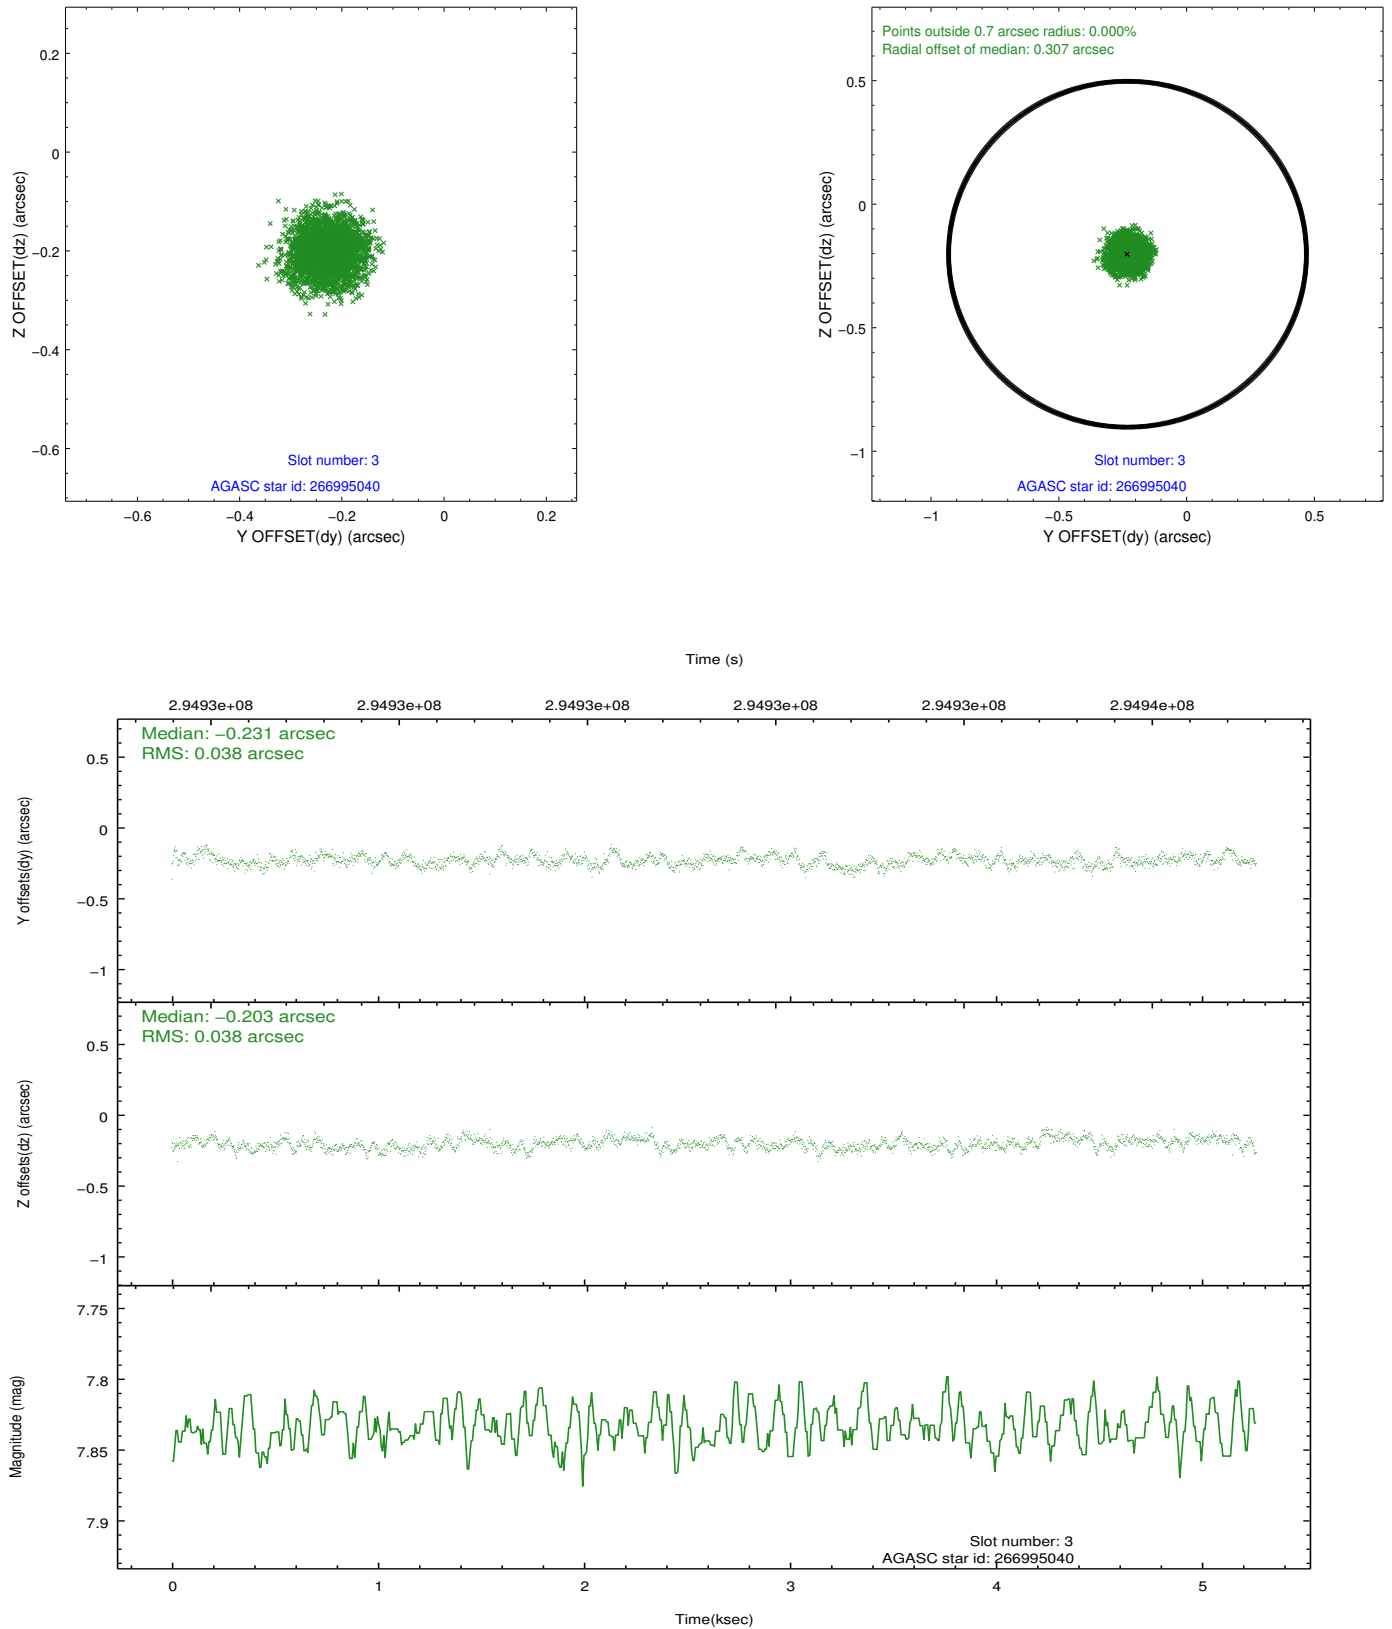 0.2
0
−0.2
−0.4
−0.6
Z OFFSET(dz) (arcsec)
Slot number: 3
AGASC star id: 266995040
−0.6
−0.4
−0.2
0
0.2
Y OFFSET(dy) (arcsec)
Points outside 0.7 arcsec radius: 0.000%
Radial offset of median: 0.307 arcsec
0.5
0
−0.5
−1
Z OFFSET(dz) (arcsec)
Slot number: 3
AGASC star id: 266995040
−1
−0.5
0
0.5
Y OFFSET(dy) (arcsec)
Time (s)
2.9493e+08
2.9493e+08
2.9493e+08
2.9493e+08
2.9493e+08
2.9494e+08
Median: −0.231 arcsec
RMS: 0.038 arcsec
0.5
0
−0.5
−1
Y offsets(dy) (arcsec)
Median: −0.203 arcsec
RMS: 0.038 arcsec
0.5
0
−0.5
−1
Z offsets(dz) (arcsec)
7.75
7.8
7.85
7.9
Magnitude (mag)
Slot number: 3
AGASC star id: 266995040
0
1
2
3
4
5
Time(ksec)